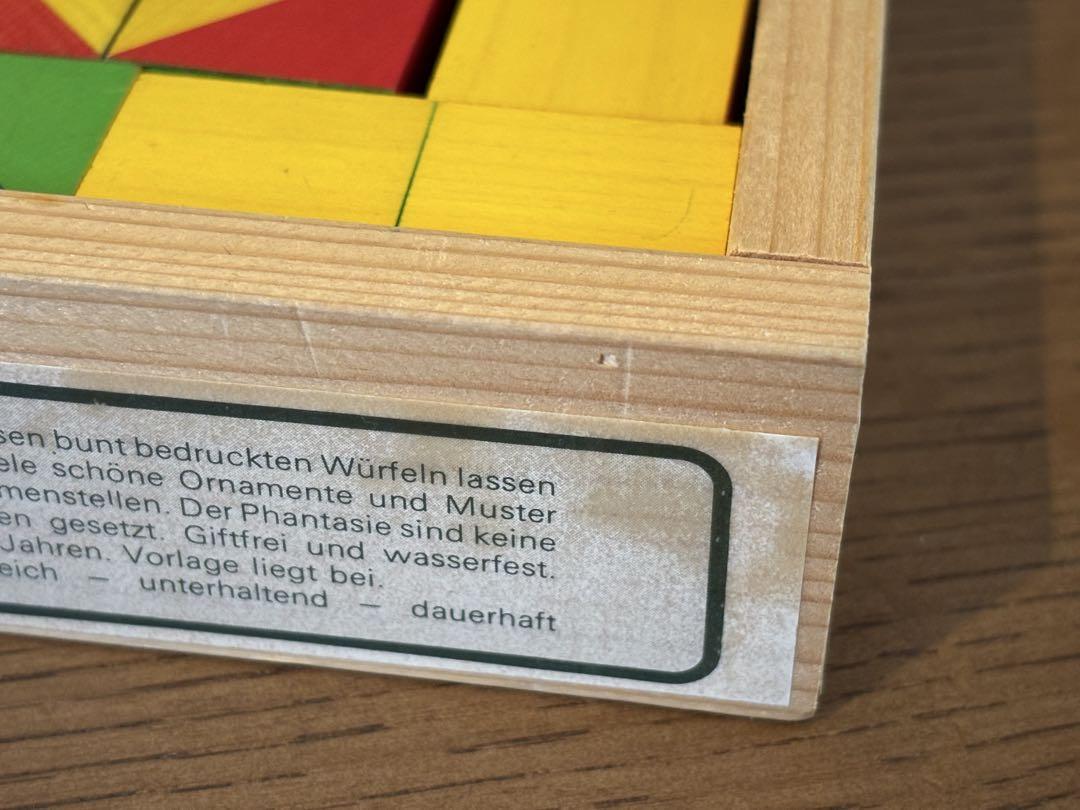 sen bunt bedruckten Würfeln lassen
ele schöne Ornamente und Muster
menstellen. Der Phantasie sind keine
en gesetzt. Giftfrei und wasserfest.
Jahren. Vorlage liegt bei.
eich – unterhaltend – dauerhaft